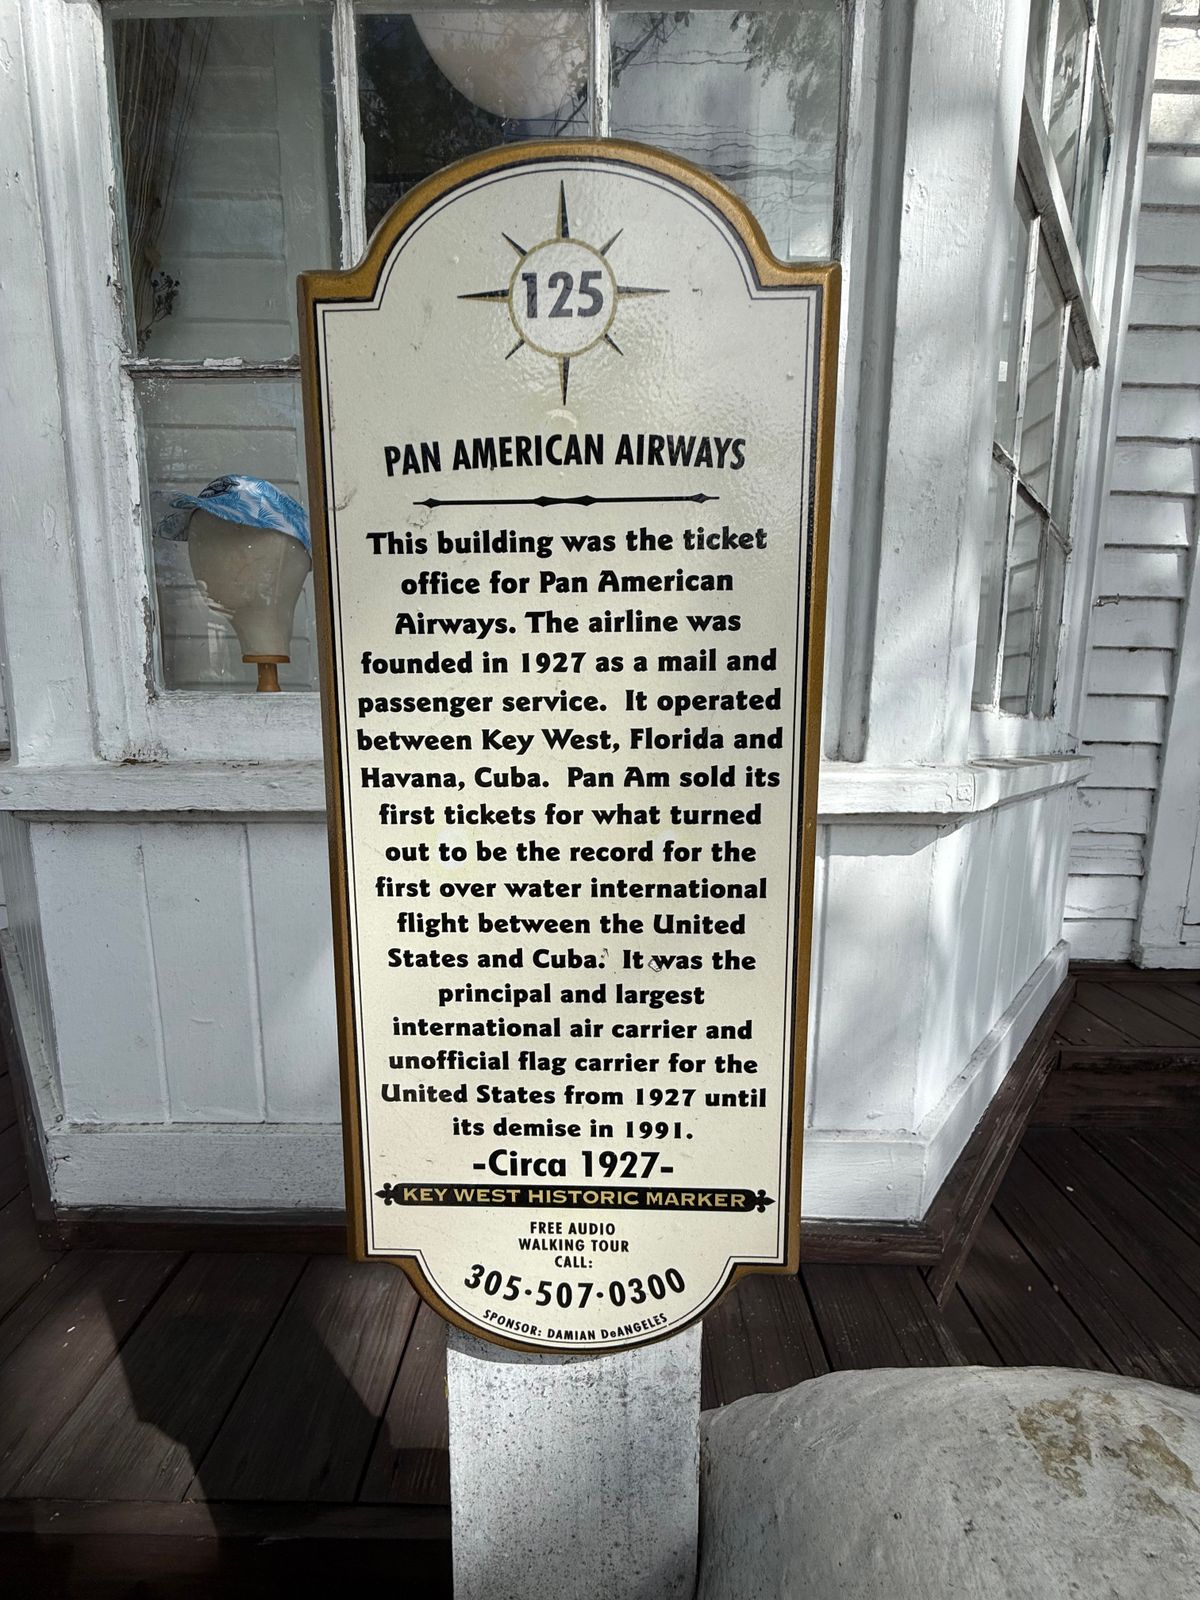 125
PAN AMERICAN AIRWAYS
This building was the ticket
office for Pan American
Airways. The airline was
founded in 1927 as a mail and
passenger service. It operated
between Key West, Florida and
Havana, Cuba. Pan Am sold its
first tickets for what turned
out to be the record for the
first over water international
flight between the United
States and Cuba. It was the
principal and largest
international air carrier and
unofficial flag carrier for the
United States from 1927 until
its demise in 1991.
-Circa 1927-
KEY WEST HISTORIC MARKER
FREE AUDIO
WALKING TOUR
CALL:
305·507·0300
SPONSOR: DAMIAN DeANGELES